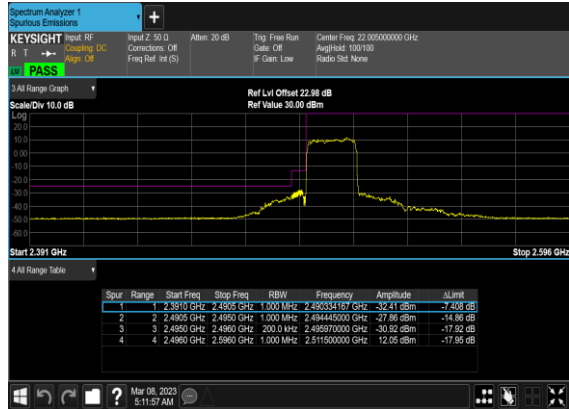 Spectrum Analyzer 1
Spurious Emissions
+
KEYSIGHT
R T
Input: RF
Coupling: DC
Align: Off
Input Z: 50 Ω
Corrections: Off
Freq Ref: Int (S)
Atten: 20 dB
Trig: Free Run
Gate: Off
IF Gain: Low
Center Freq: 22.005000000 GHz
Avg|Hold: 100/100
Radio Std: None
PASS
3 All Range Graph
Ref Lvl Offset 22.98 dB
Scale/Div 10.0 dB
Ref Value 30.00 dBm
Log
20.0
10.0
0.00
-10.0
-20.0
-30.0
-40.0
-50.0
-60.0
Start 2.391 GHz
Stop 2.596 GHz
4 All Range Table
Spur Range Start Freq Stop Freq RBW Frequency Amplitude ΔLimit
1 1 2.3910 GHz 2.4905 GHz 1.000 MHz 2.490334167 GHz -32.41 dBm -7.408 dB
2 2 2.4905 GHz 2.4950 GHz 1.000 MHz 2.494445000 GHz -27.86 dBm -14.86 dB
3 3 2.4950 GHz 2.4960 GHz 200.0 kHz 2.495970000 GHz -30.92 dBm -17.92 dB
4 4 2.4960 GHz 2.5960 GHz 1.000 MHz 2.511500000 GHz 12.05 dBm -17.95 dB
?
Mar 08, 2023
5:11:57 AM